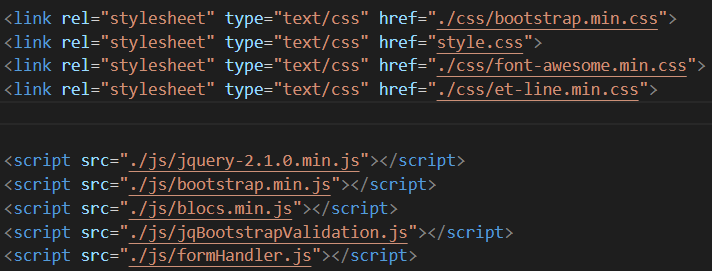 <link rel="stylesheet" type="text/css" href="./css/bootstrap.min.css">
<link rel="stylesheet" type="text/css" href="style.css">
<link rel="stylesheet" type="text/css" href="./css/font-awesome.min.css">
<link rel="stylesheet" type="text/css" href="./css/et-line.min.css">
<script src="./js/jquery-2.1.0.min.js"></script>
<script src="./js/bootstrap.min.js"></script>
<script src="./js/blocs.min.js"></script>
<script src="./js/jqBootstrapValidation.js"></script>
<script src="./js/formHandler.js"></script>